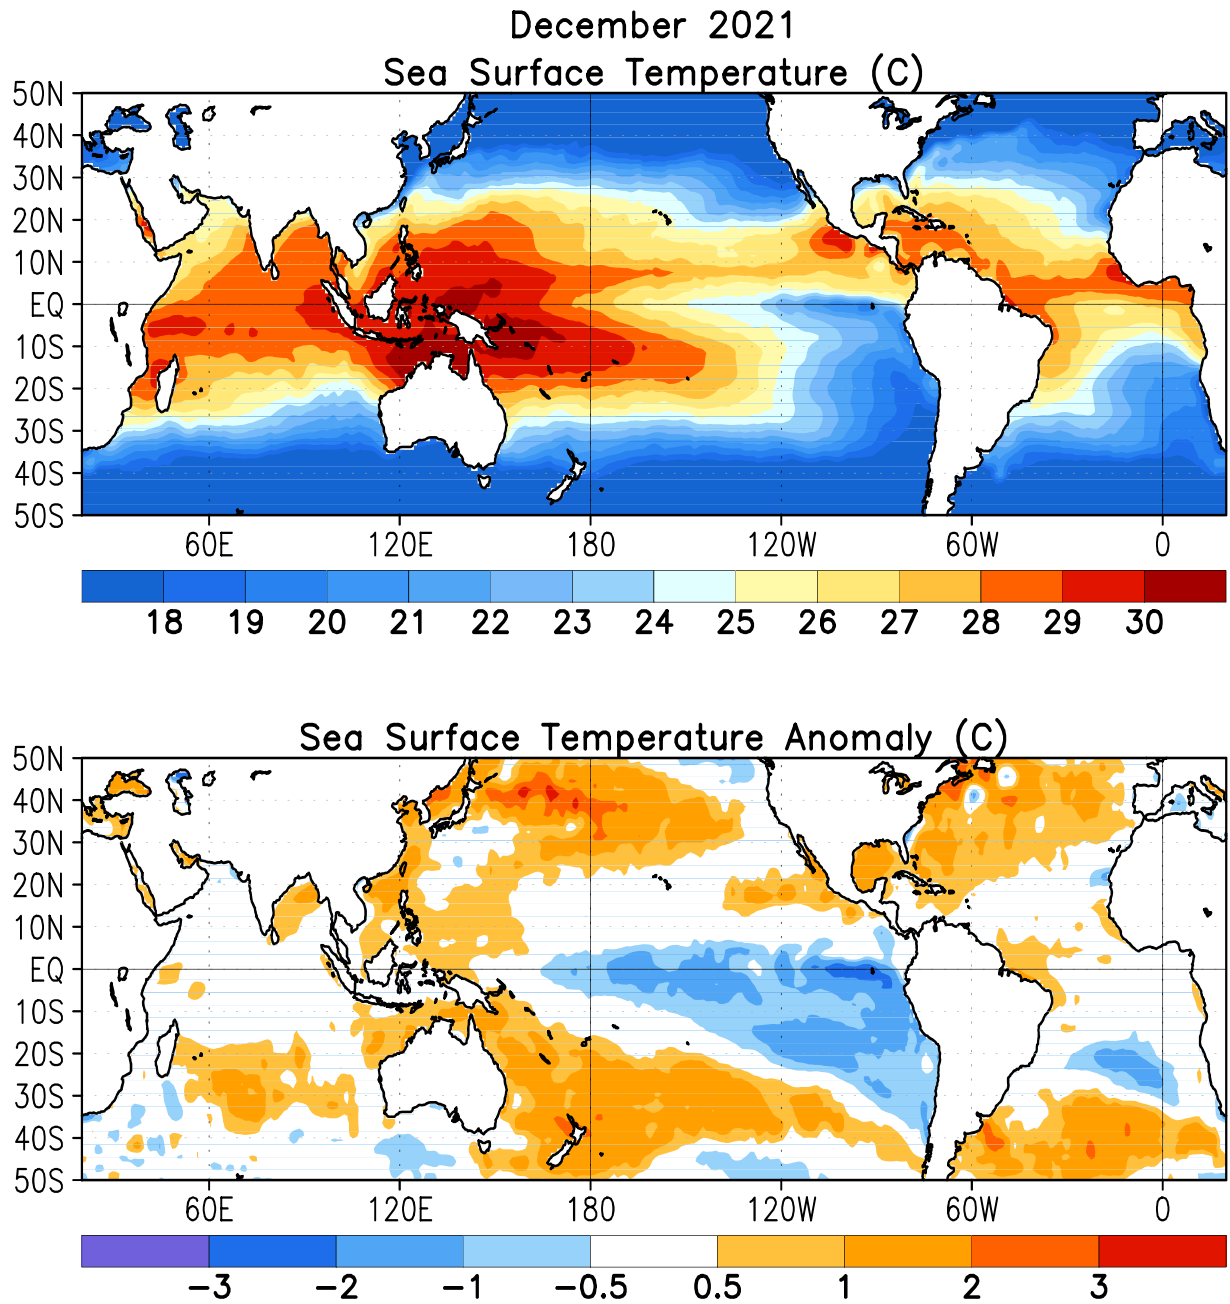 December 2021
Sea Surface Temperature (C)
50N
40N
30N
20N
10N
EQ
10S
20S
30S
40S
50S
60E 120E 180 120W 60W 0
18 19 20 21 22 23 24 25 26 27 28 29 30
Sea Surface Temperature Anomaly (C)
50N
40N
30N
20N
10N
EQ
10S
20S
30S
40S
50S
60E 120E 180 120W 60W 0
−3 −2 −1 −0.5 0.5 1 2 3